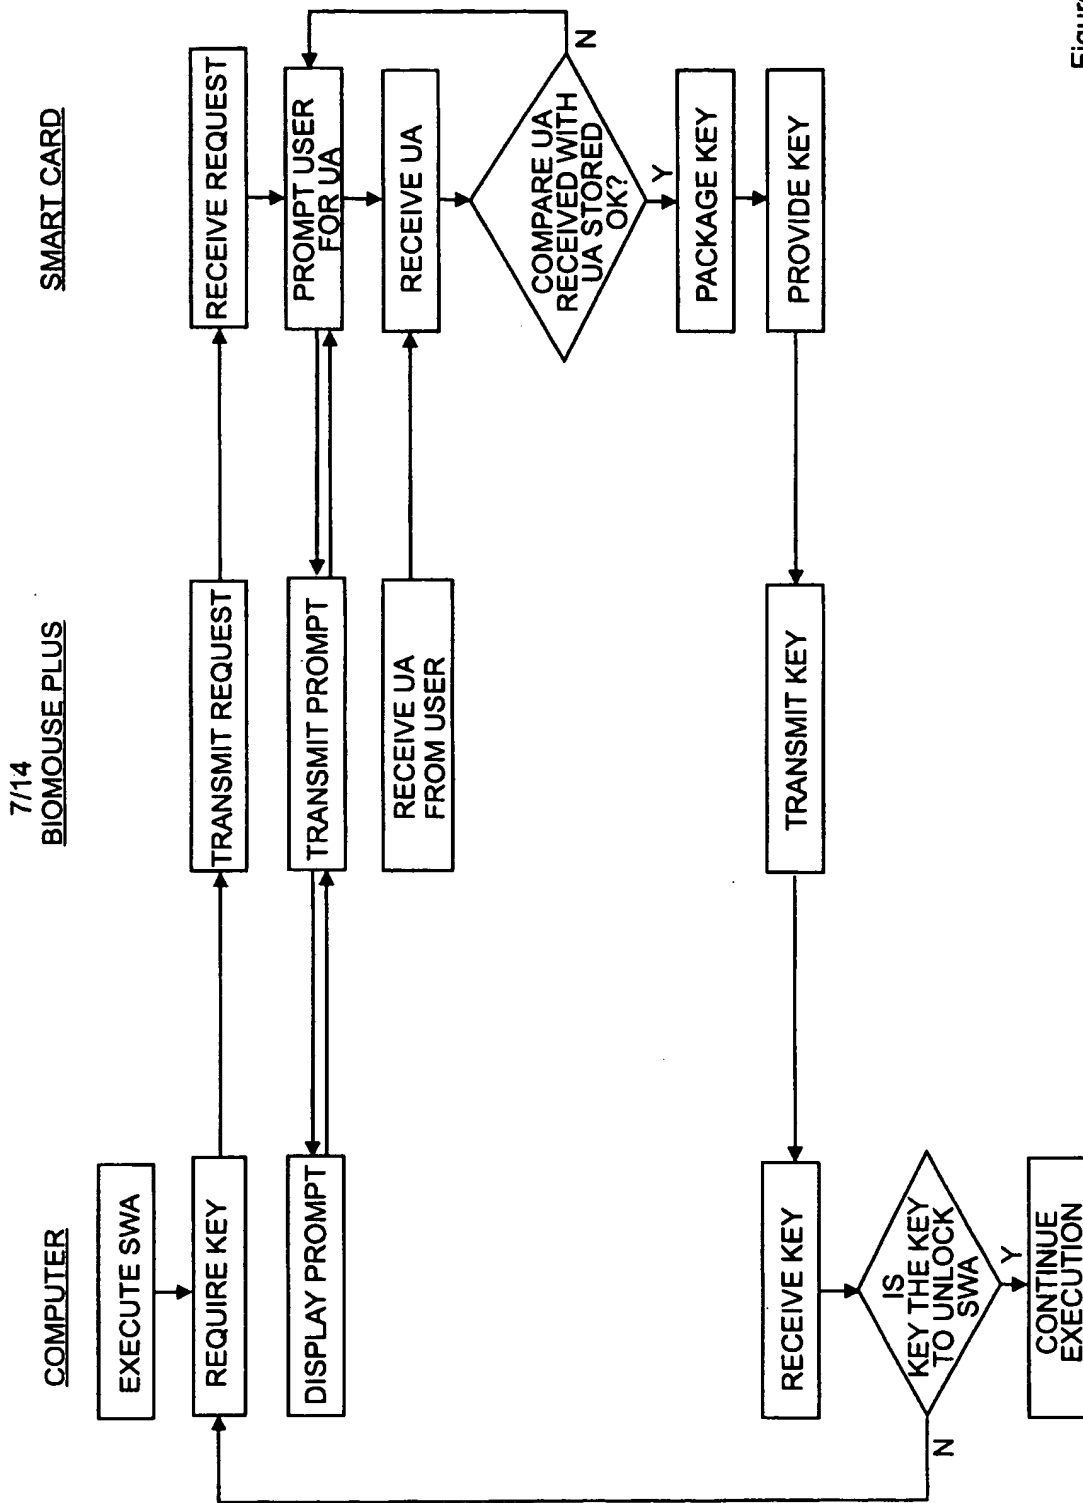 7/14
COMPUTER
BIOMOUSE PLUS
SMART CARD
EXECUTE SWA
REQUIRE KEY
TRANSMIT REQUEST
RECEIVE REQUEST
DISPLAY PROMPT
TRANSMIT PROMPT
PROMPT USER
FOR UA
RECEIVE UA
FROM USER
RECEIVE UA
COMPARE UA
RECEIVED WITH
UA STORED
OK?
N
Y
PACKAGE KEY
RECEIVE KEY
TRANSMIT KEY
PROVIDE KEY
IS
KEY THE KEY
TO UNLOCK
SWA
N
Y
CONTINUE
EXECUTION
Figure